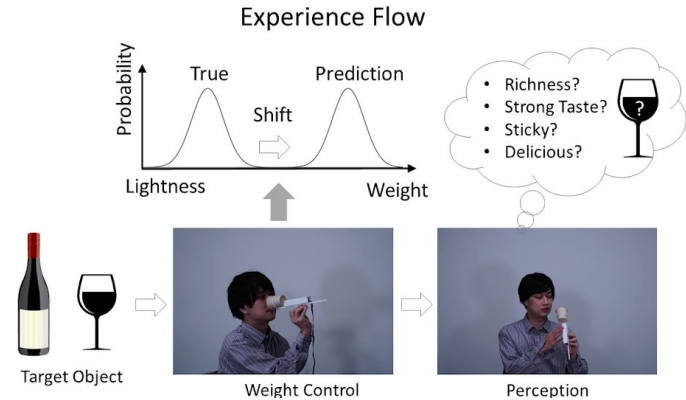 Experience Flow
Probability
True
Prediction
Shift
Lightness
Weight
• Richness?
• Strong Taste?
• Sticky?
• Delicious?
?
Target Object
Weight Control
Perception